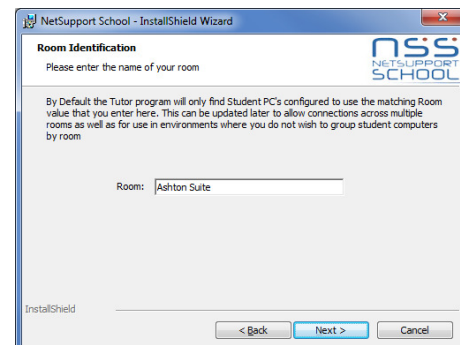 NetSupport School - InstallShield Wizard
Room Identification
Please enter the name of your room
nss
NETSUPPORT
SCHOOL
By Default the Tutor program will only find Student PC's configured to use the matching Room
value that you enter here. This can be updated later to allow connections across multiple
rooms as well as for use in environments where you do not wish to group student computers
by room
Room: Ashton Suite
InstallShield
< Back Next > Cancel